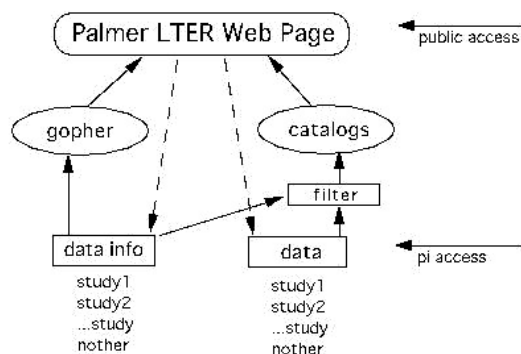 Palmer LTER Web Page
public access
gopher
catalogs
filter
data info
data
pi access
study1
study2
...study
nother
study1
study2
...study
nother